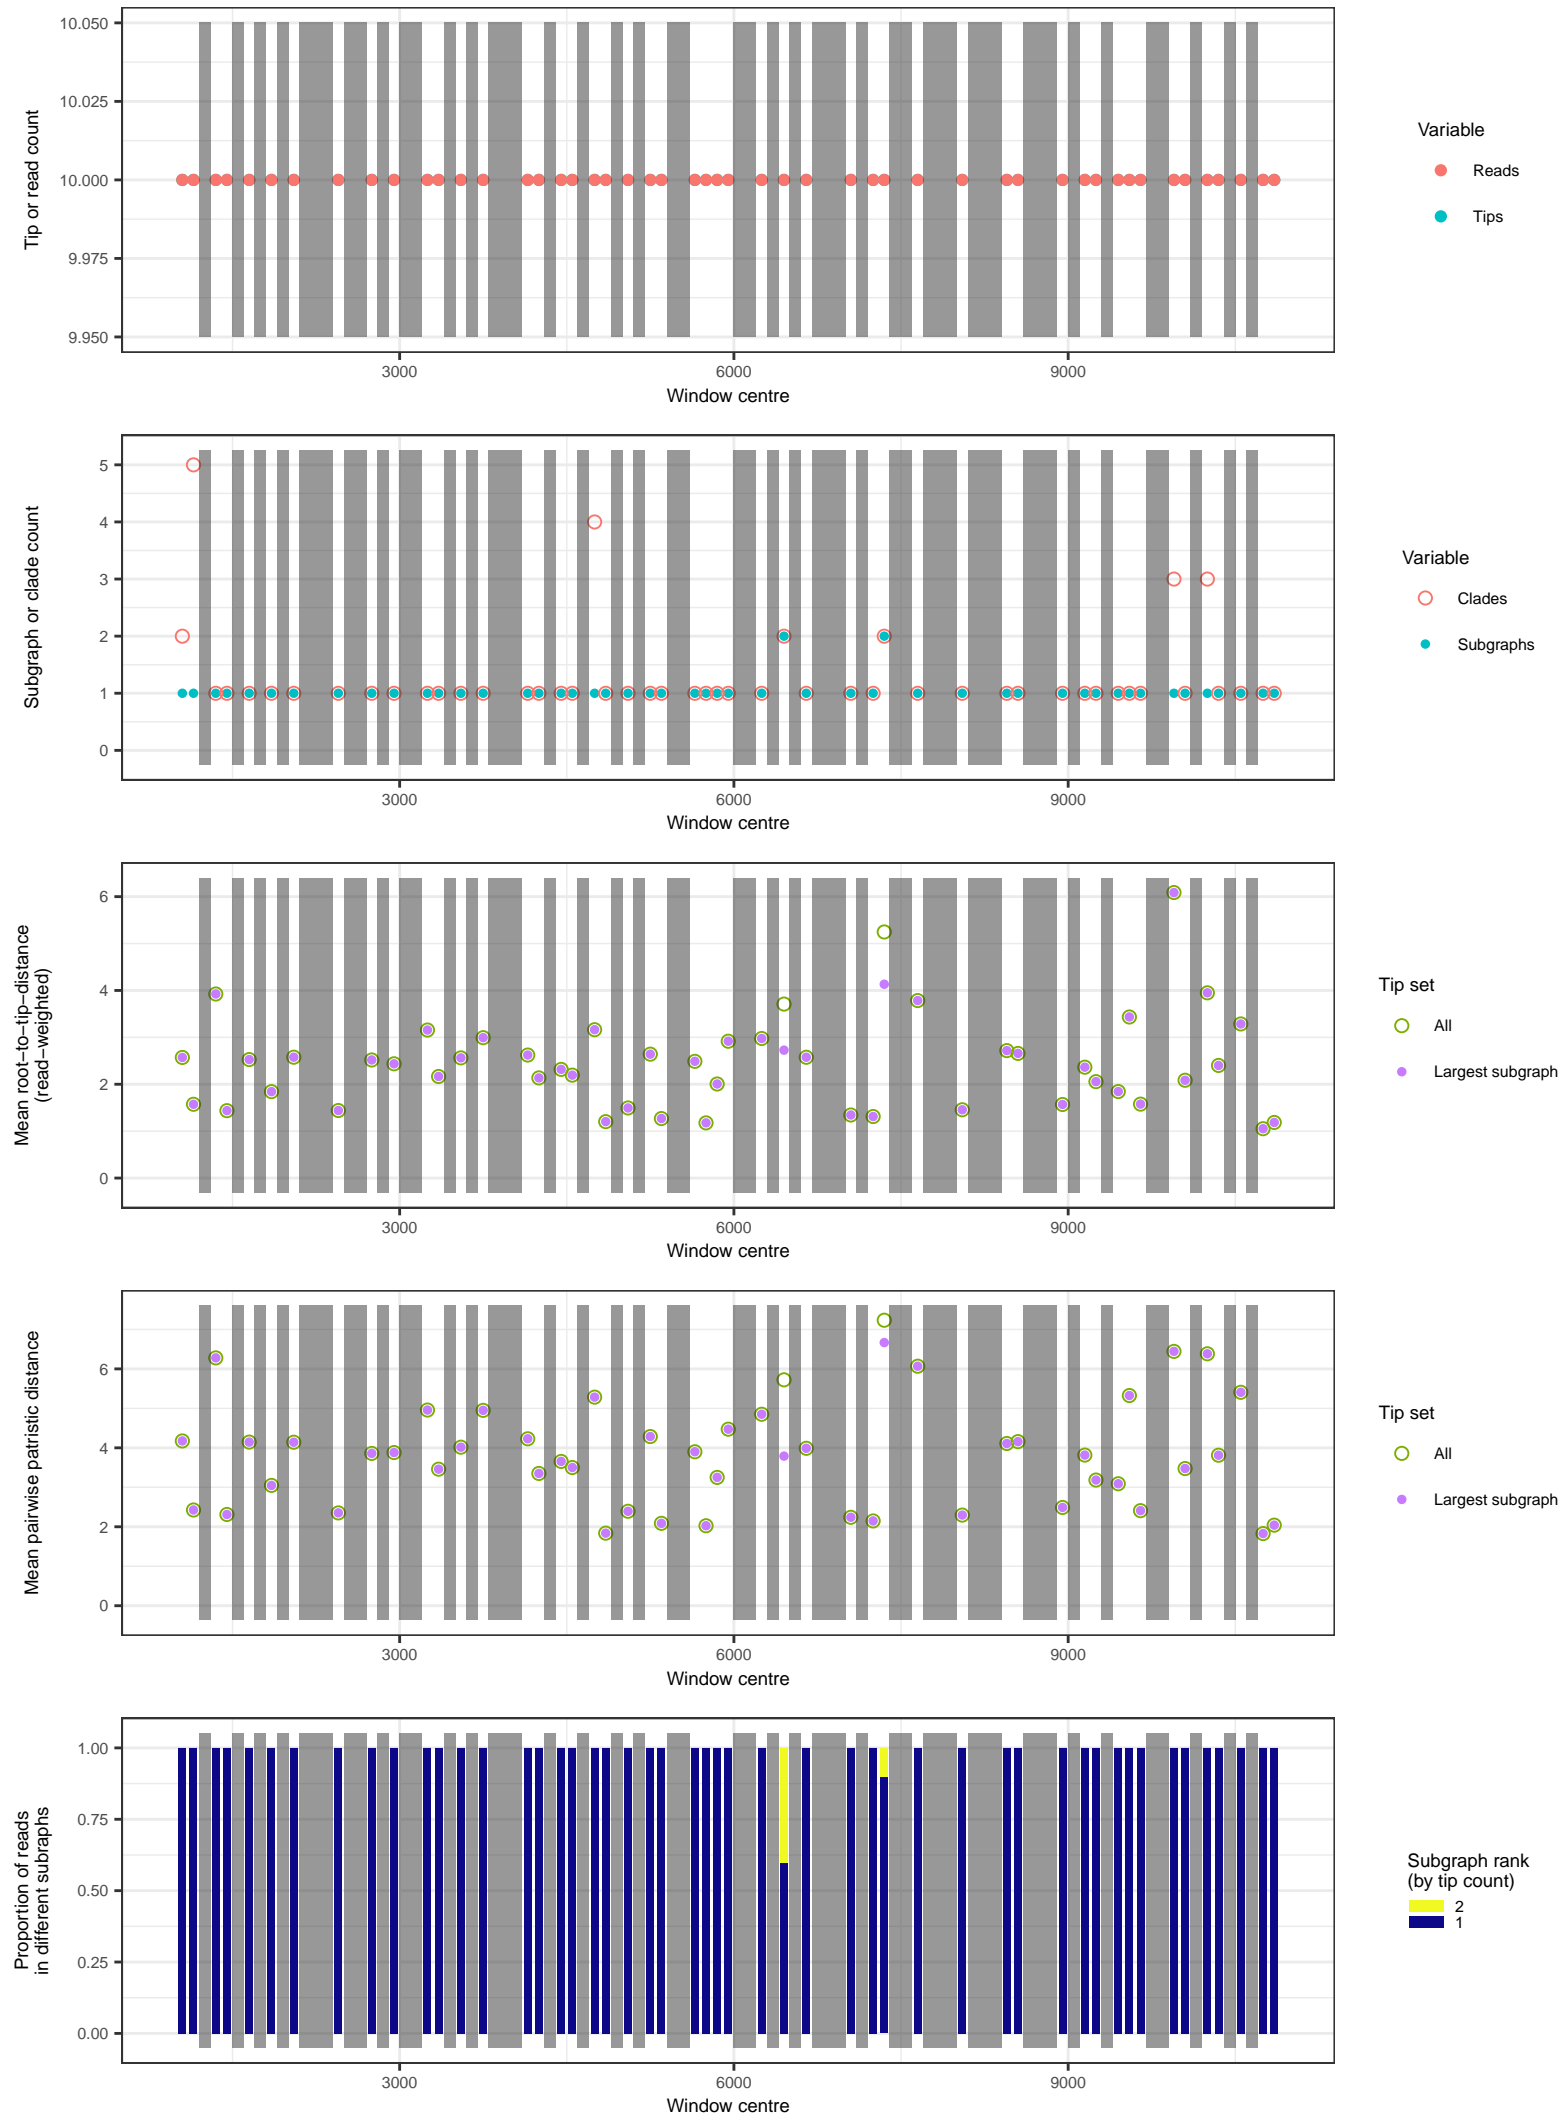 10.050
10.025
10.000
9.975
9.950
Tip or read count
3000
6000
9000
Window centre
Variable
Reads
Tips
5
4
3
2
1
0
Subgraph or clade count
3000
6000
9000
Window centre
Variable
Clades
Subgraphs
6
4
2
0
Mean root−to−tip−distance
(read−weighted)
3000
6000
9000
Window centre
Tip set
All
Largest subgraph
6
4
2
0
Mean pairwise patristic distance
3000
6000
9000
Window centre
Tip set
All
Largest subgraph
1.00
0.75
0.50
0.25
0.00
Proportion of reads
in different subraphs
3000
6000
9000
Window centre
Subgraph rank
(by tip count)
2
1